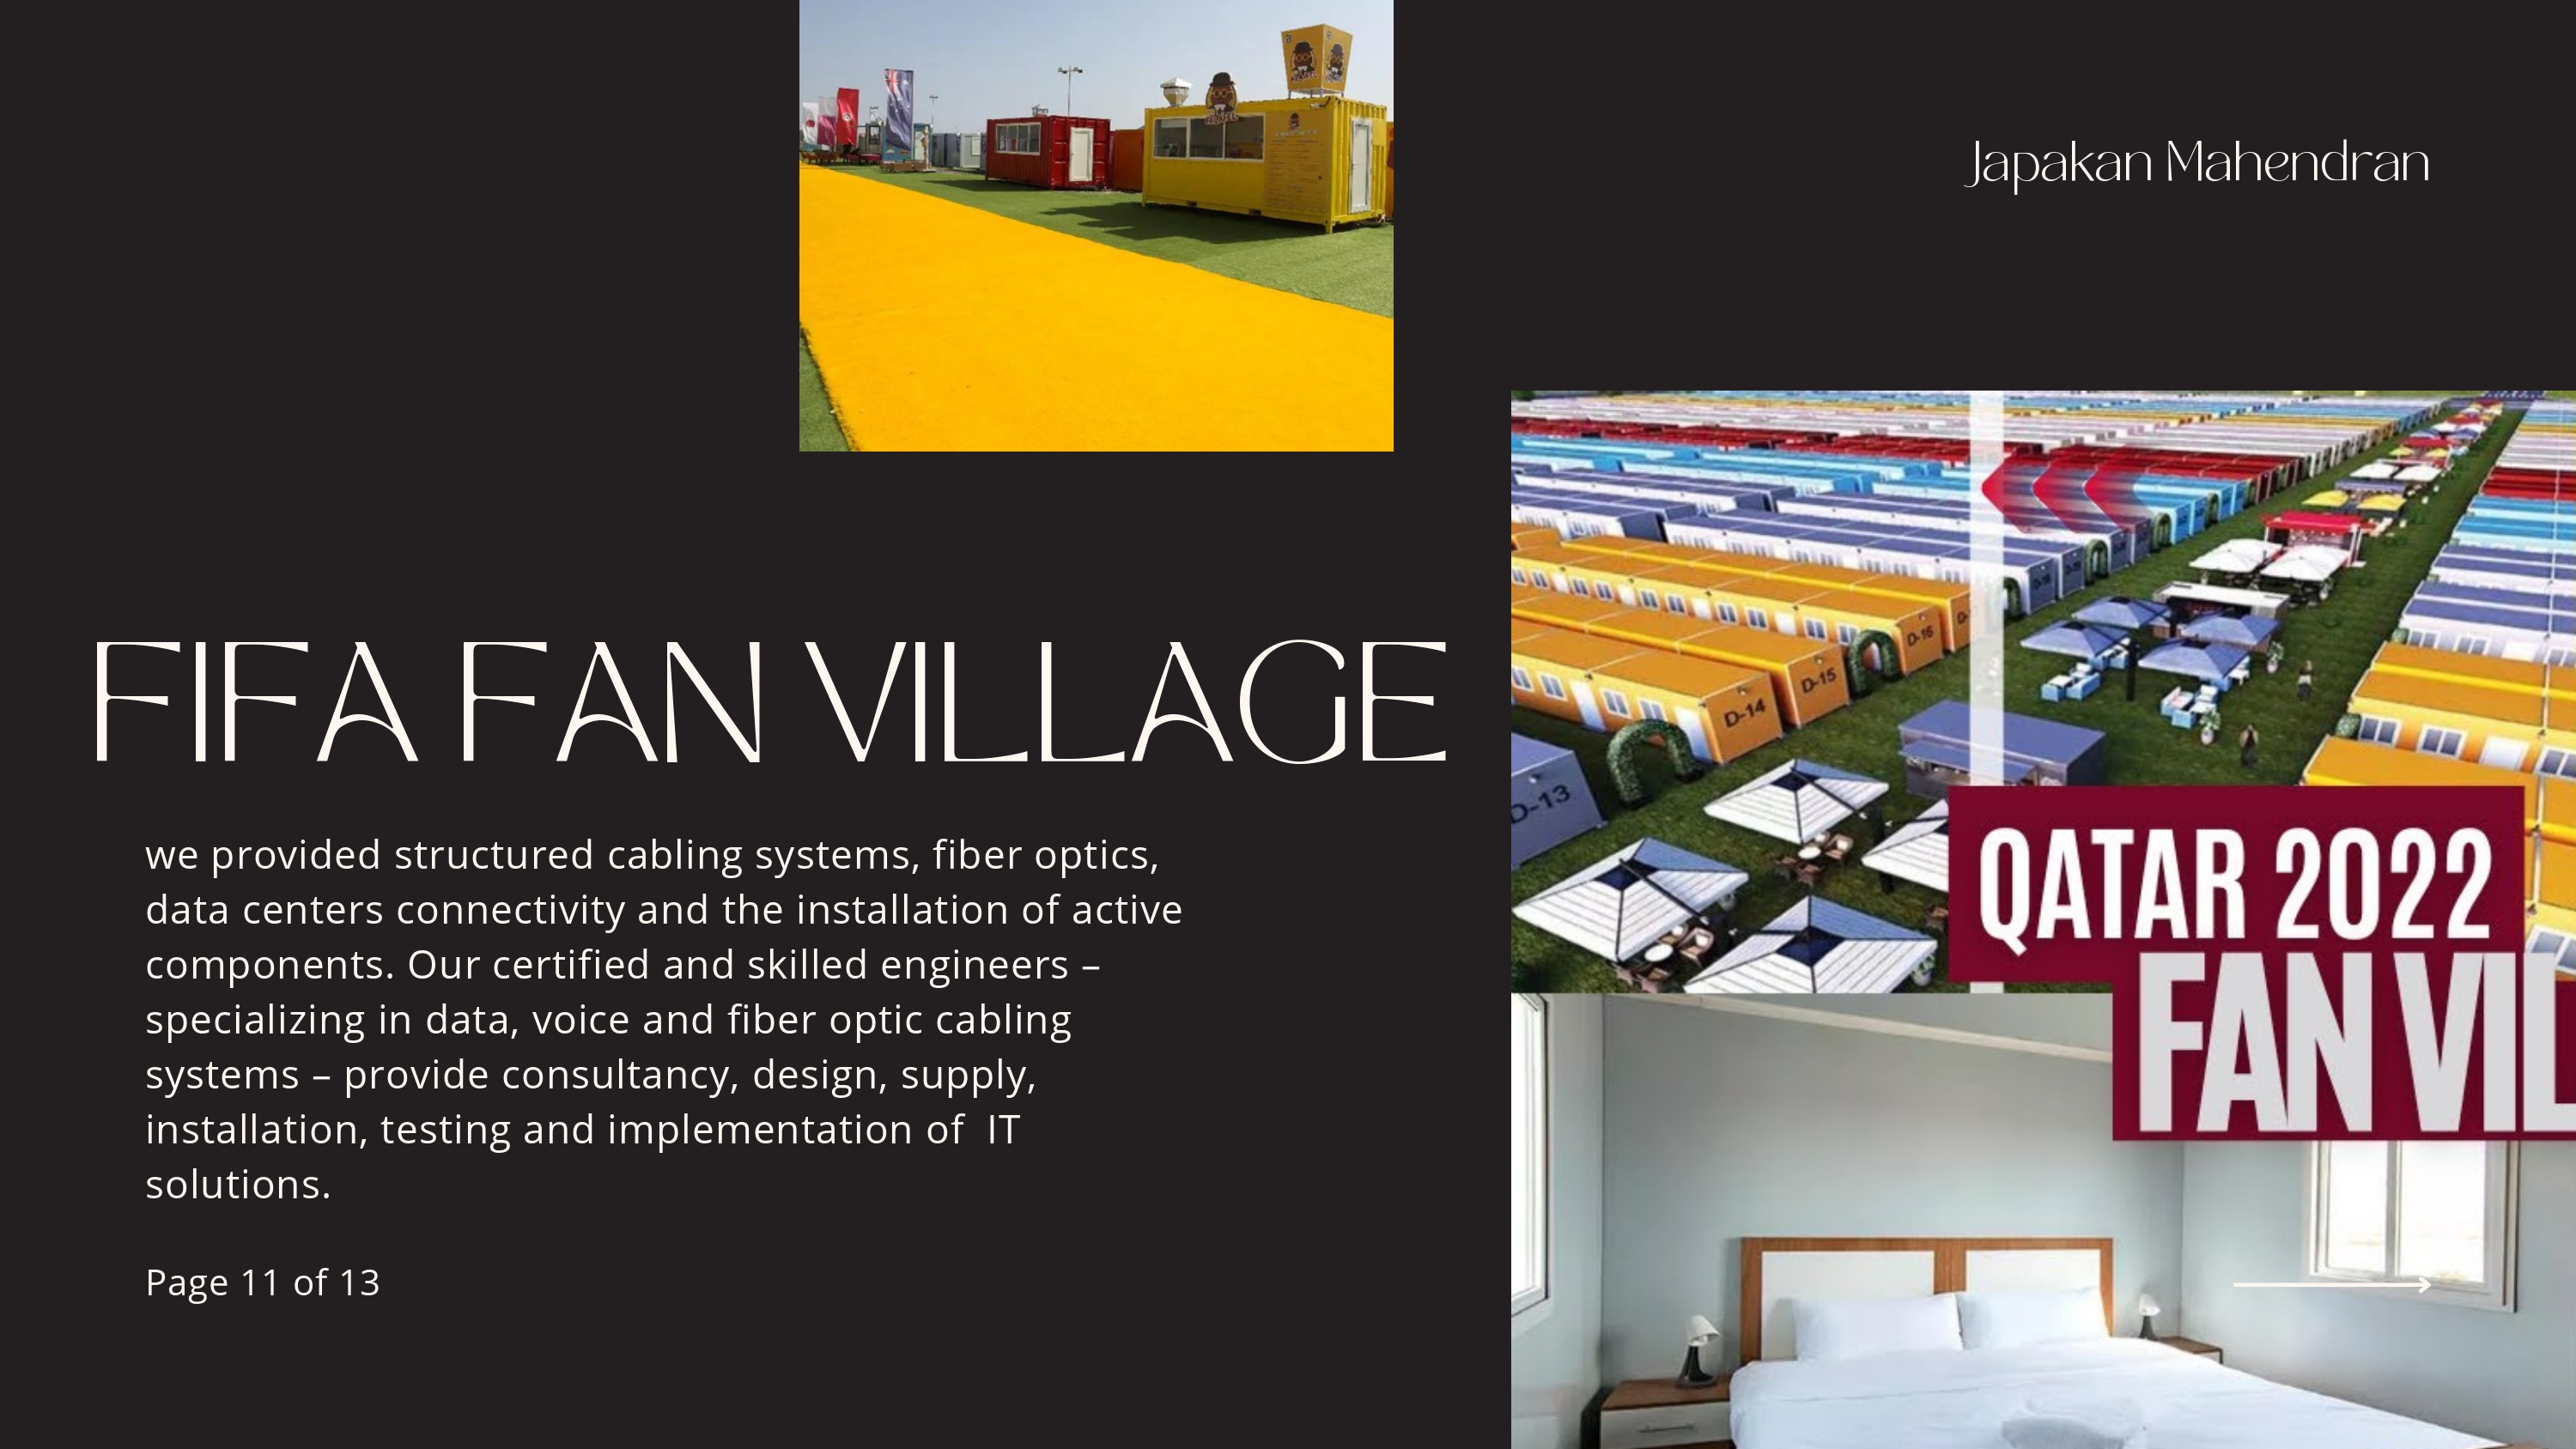 Japakan Mahendran
FALAFEL
FIFA FAN VILLAGE
we provided structured cabling systems, fiber optics,
data centers connectivity and the installation of active
components. Our certified and skilled engineers –
specializing in data, voice and fiber optic cabling
systems – provide consultancy, design, supply,
installation, testing and implementation of  IT
solutions.
Page 11 of 13
D-16
D-15
D-14
D-13
QATAR 2022
FAN VIL